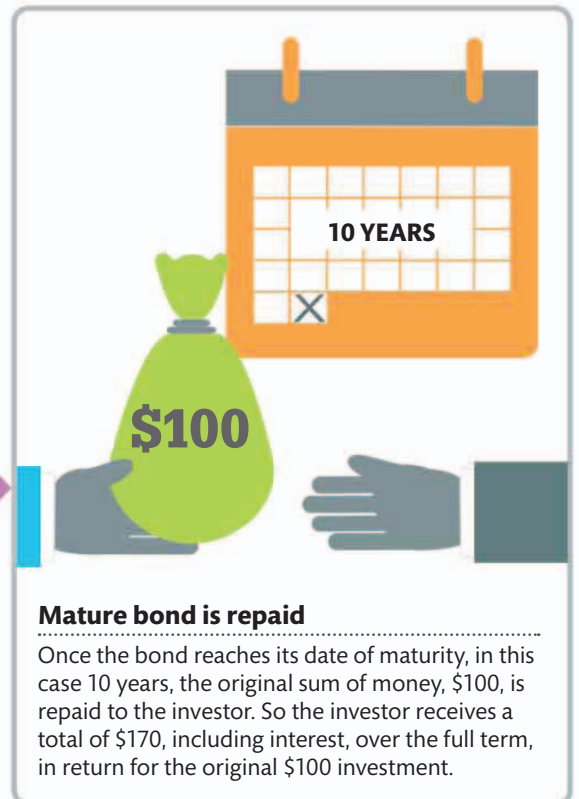 10 YEARS
$100
Mature bond is repaid
Once the bond reaches its date of maturity, in this
case 10 years, the original sum of money, $100, is
repaid to the investor. So the investor receives a
total of $170, including interest, over the full term,
in return for the original $100 investment.